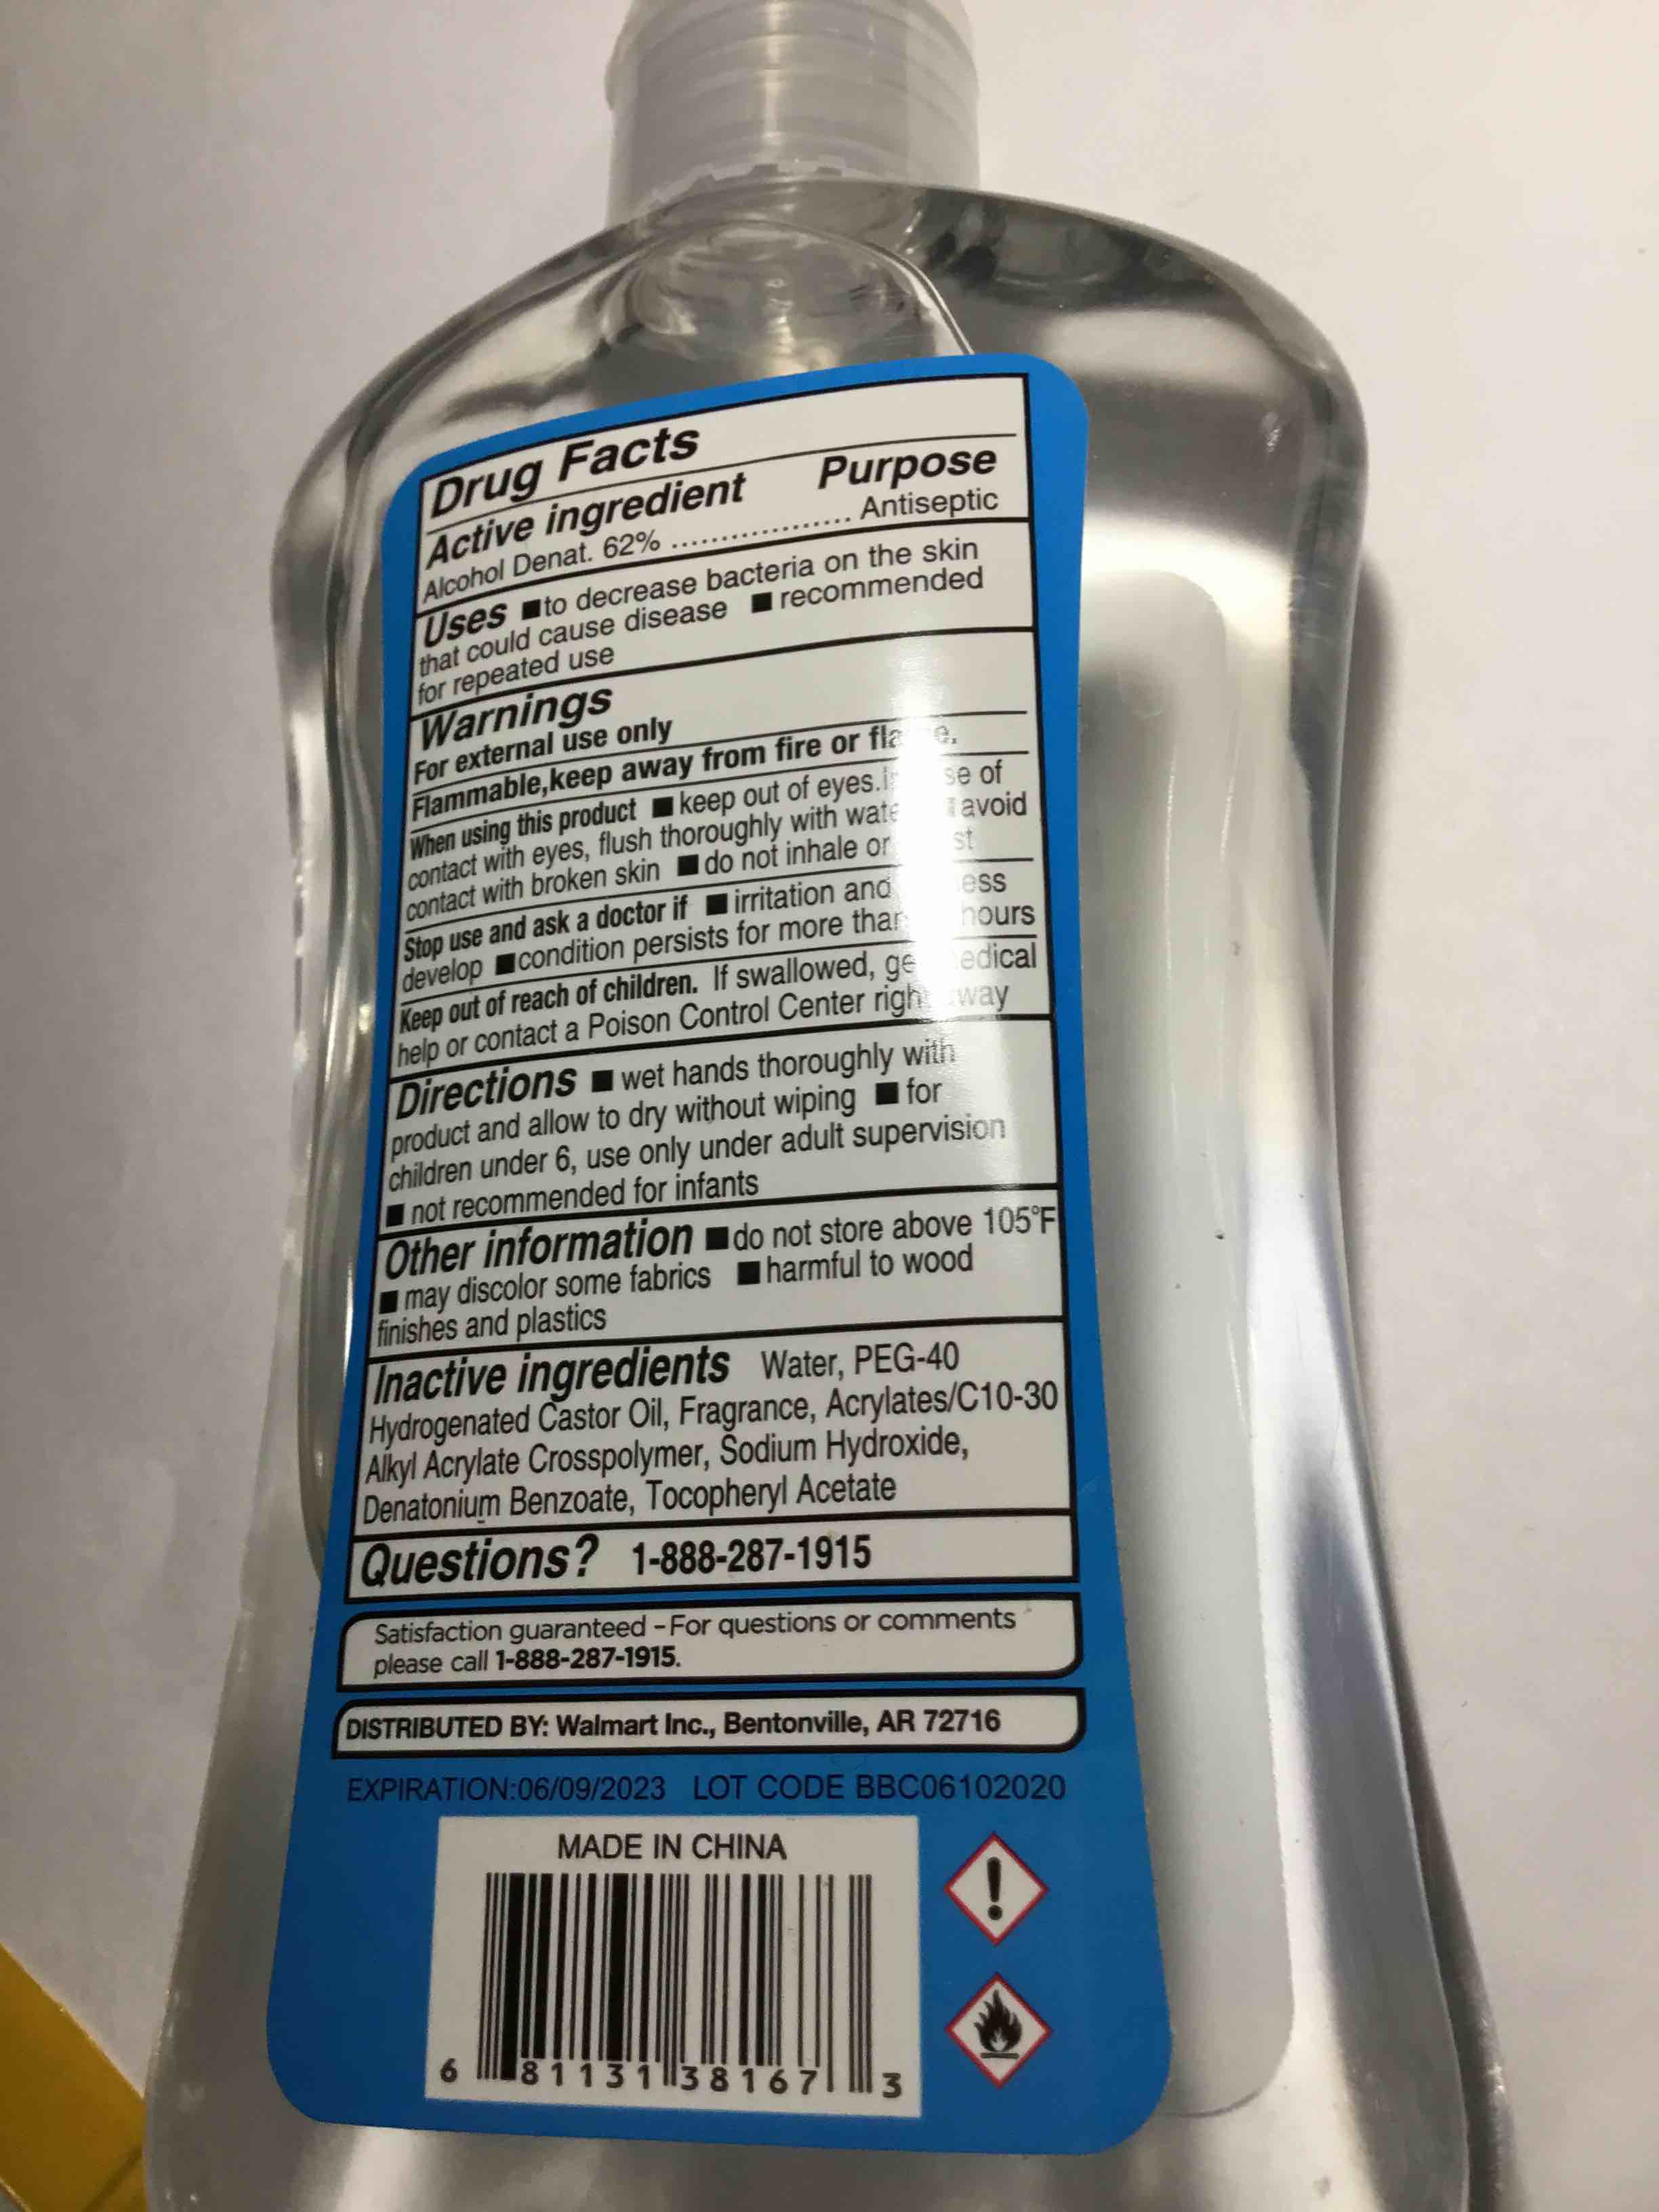 Drug Facts
Active ingredient Purpose
Alcohol Denat. 62% .................. Antiseptic
Uses ■to decrease bacteria on the skin
that could cause disease ■ recommended
for repeated use
Warnings
For external use only
Flammable,keep away from fire or
When using this product ■ keep out of eyes. of
contact with eyes, flush thoroughly with avoid
contact with broken skin ■ do not inhale or
Stop use and ask a doctor if ■ irritation and
develop ■condition persists for more than hours
Keep out of reach of children. If swallowed, get medical
help or contact a Poison Control Center right away
Directions ■ wet hands thoroughly with
product and allow to dry without wiping ■ for
children under 6, use only under adult supervision
■ not recommended for infants
Other information ■do not store above 105°F
■ may discolor some fabrics ■ harmful to wood
finishes and plastics
Inactive ingredients Water, PEG-40
Hydrogenated Castor Oil, Fragrance, Acrylates/C10-30
Alkyl Acrylate Crosspolymer, Sodium Hydroxide,
Denatonium Benzoate, Tocopheryl Acetate
Questions? 1-888-287-1915
Satisfaction guaranteed – For questions or comments
please call 1-888-287-1915.
DISTRIBUTED BY: Walmart Inc., Bentonville, AR 72716
EXPIRATION:06/09/2023 LOT CODE BBC06102020
MADE IN CHINA
6 81131 38167 3